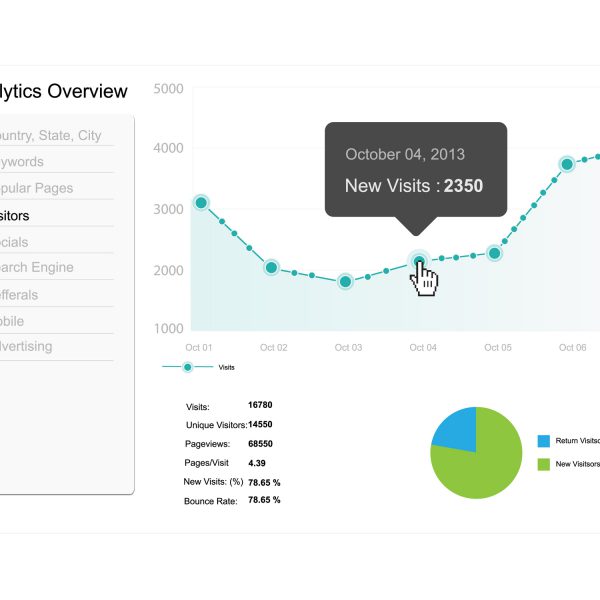 lytics Overview
ountry, State, City
ywords
pular Pages
sitors
ocials
arch Engine
efferals
obile
dvertising
5000
4000
3000
2000
1000
October 04, 2013
New Visits : 2350
Oct 01 Oct 02 Oct 03 Oct 04 Oct 05 Oct 06
Visits
Visits: 16780
Unique Visitors: 14550
Pageviews: 68550
Pages/Visit 4.39
New Visits: (%) 78.65 %
Bounce Rate: 78.65 %
Return Visitso
New Visitsors